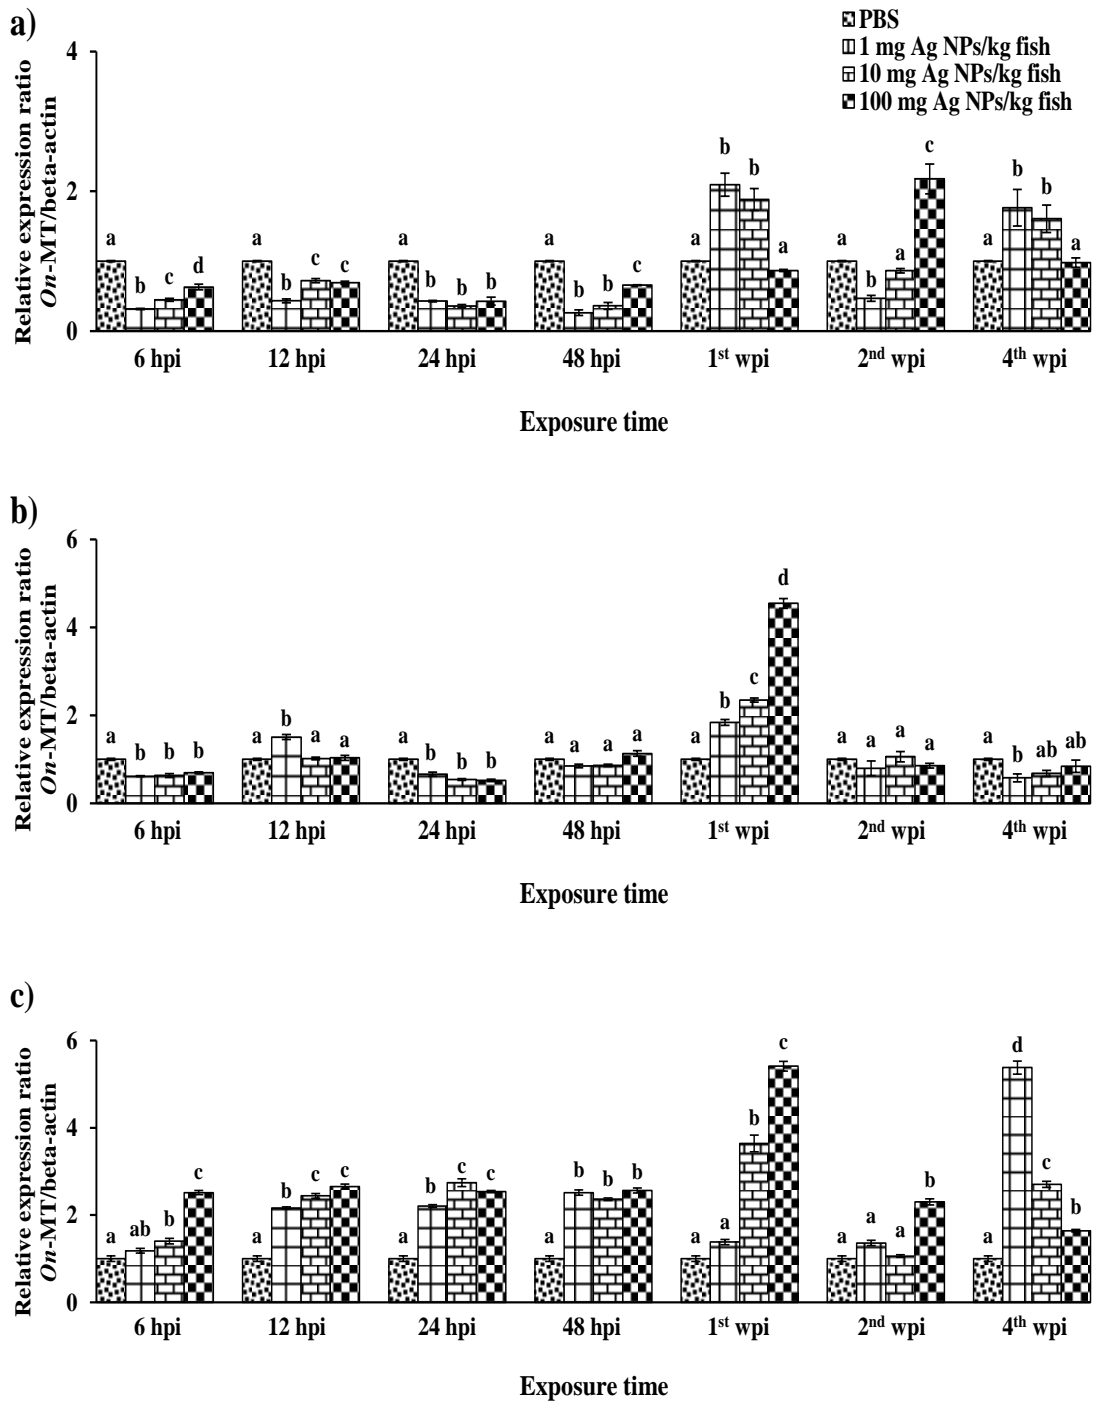 a)
PBS
1 mg Ag NPs/kg fish
10 mg Ag NPs/kg fish
100 mg Ag NPs/kg fish
Relative expression ratio
On-MT/beta-actin
4
2
0
a b c d
a b c c
a b b b
a b b c
a b b a
a b a c
a b b a
6 hpi 12 hpi 24 hpi 48 hpi 1st wpi 2nd wpi 4th wpi
Exposure time
b)
Relative expression ratio
On-MT/beta-actin
6
4
2
0
a b b b
a b a a
a b b b
a a a a
a b c d
a a a a
a b ab ab
6 hpi 12 hpi 24 hpi 48 hpi 1st wpi 2nd wpi 4th wpi
Exposure time
c)
Relative expression ratio
On-MT/beta-actin
6
4
2
0
a ab b c
a b c c
a b c c
a b b b
a a b c
a a a b
a d c b
6 hpi 12 hpi 24 hpi 48 hpi 1st wpi 2nd wpi 4th wpi
Exposure time